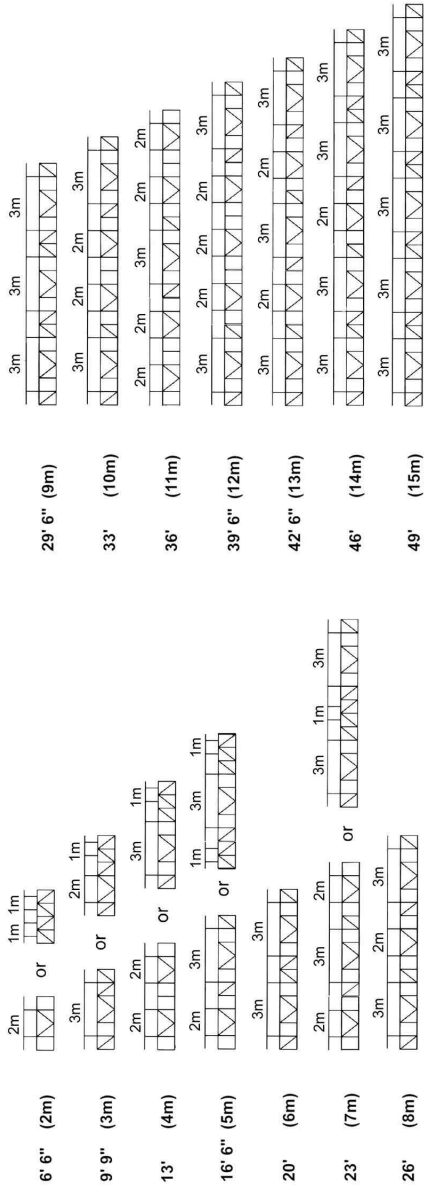 2m 1m 1m
6' 6" (2m) or
3m 2m 1m
9' 9" (3m) or
2m 2m 3m 1m
13' (4m) or
2m 3m 1m 3m 1m
16' 6" (5m) or
3m 3m
20' (6m)
2m 3m 2m 3m 1m 3m
23' (7m) or
3m 2m 3m
26' (8m)
3m 3m 3m
29' 6" (9m)
3m 2m 2m 3m
33' (10m)
2m 2m 3m 2m 2m
36' (11m)
3m 2m 2m 2m 3m
39' 6" (12m)
3m 2m 3m 2m 3m
42' 6" (13m)
3m 3m 2m 3m 3m
46' (14m)
3m 3m 3m 3m 3m
49' (15m)